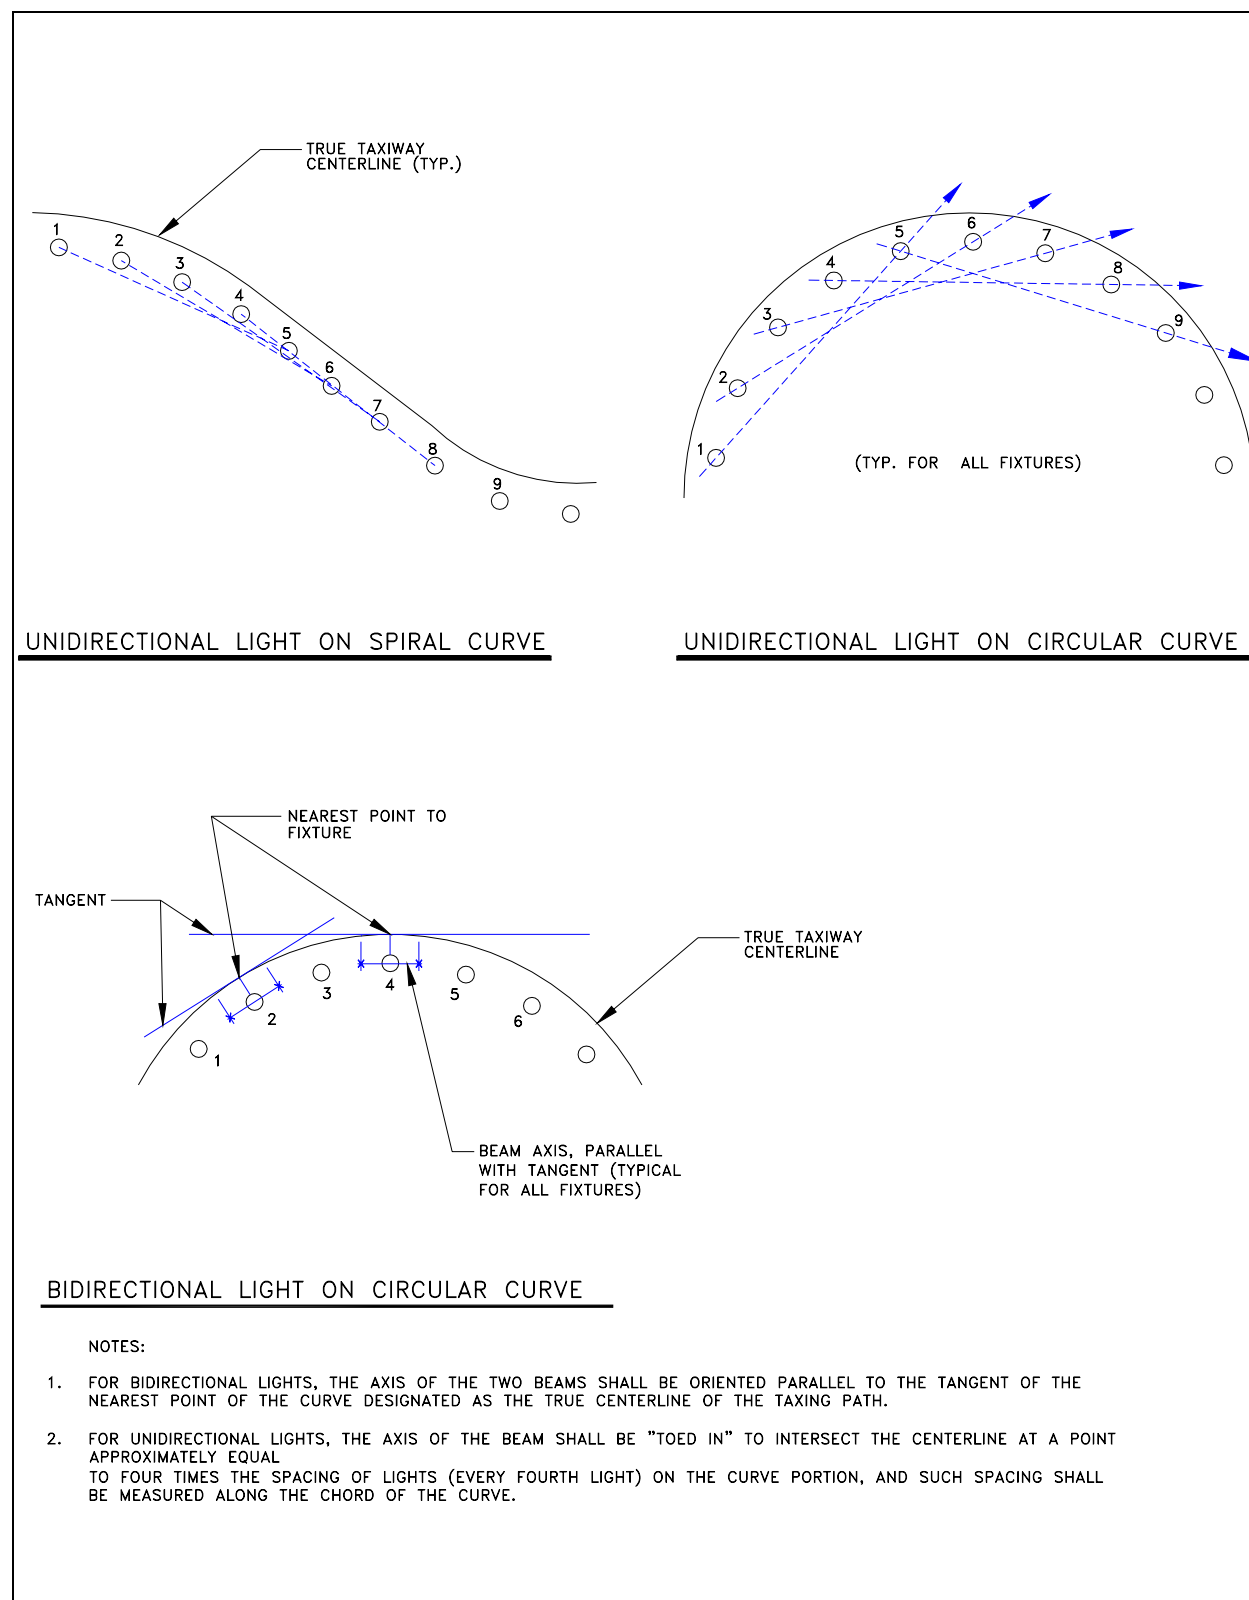 TRUE TAXIWAY
CENTERLINE (TYP.)
1
2
3
4
5
6
7
8
9
1
2
3
4
5
6
7
8
9
(TYP. FOR ALL FIXTURES)
UNIDIRECTIONAL LIGHT ON SPIRAL CURVE
UNIDIRECTIONAL LIGHT ON CIRCULAR CURVE
NEAREST POINT TO
FIXTURE
TANGENT
TRUE TAXIWAY
CENTERLINE
1
2
3
4
5
6
BEAM AXIS, PARALLEL
WITH TANGENT (TYPICAL
FOR ALL FIXTURES)
BIDIRECTIONAL LIGHT ON CIRCULAR CURVE
NOTES:
1. FOR BIDIRECTIONAL LIGHTS, THE AXIS OF THE TWO BEAMS SHALL BE ORIENTED PARALLEL TO THE TANGENT OF THE
NEAREST POINT OF THE CURVE DESIGNATED AS THE TRUE CENTERLINE OF THE TAXING PATH.
2. FOR UNIDIRECTIONAL LIGHTS, THE AXIS OF THE BEAM SHALL BE "TOED IN" TO INTERSECT THE CENTERLINE AT A POINT
APPROXIMATELY EQUAL
TO FOUR TIMES THE SPACING OF LIGHTS (EVERY FOURTH LIGHT) ON THE CURVE PORTION, AND SUCH SPACING SHALL
BE MEASURED ALONG THE CHORD OF THE CURVE.